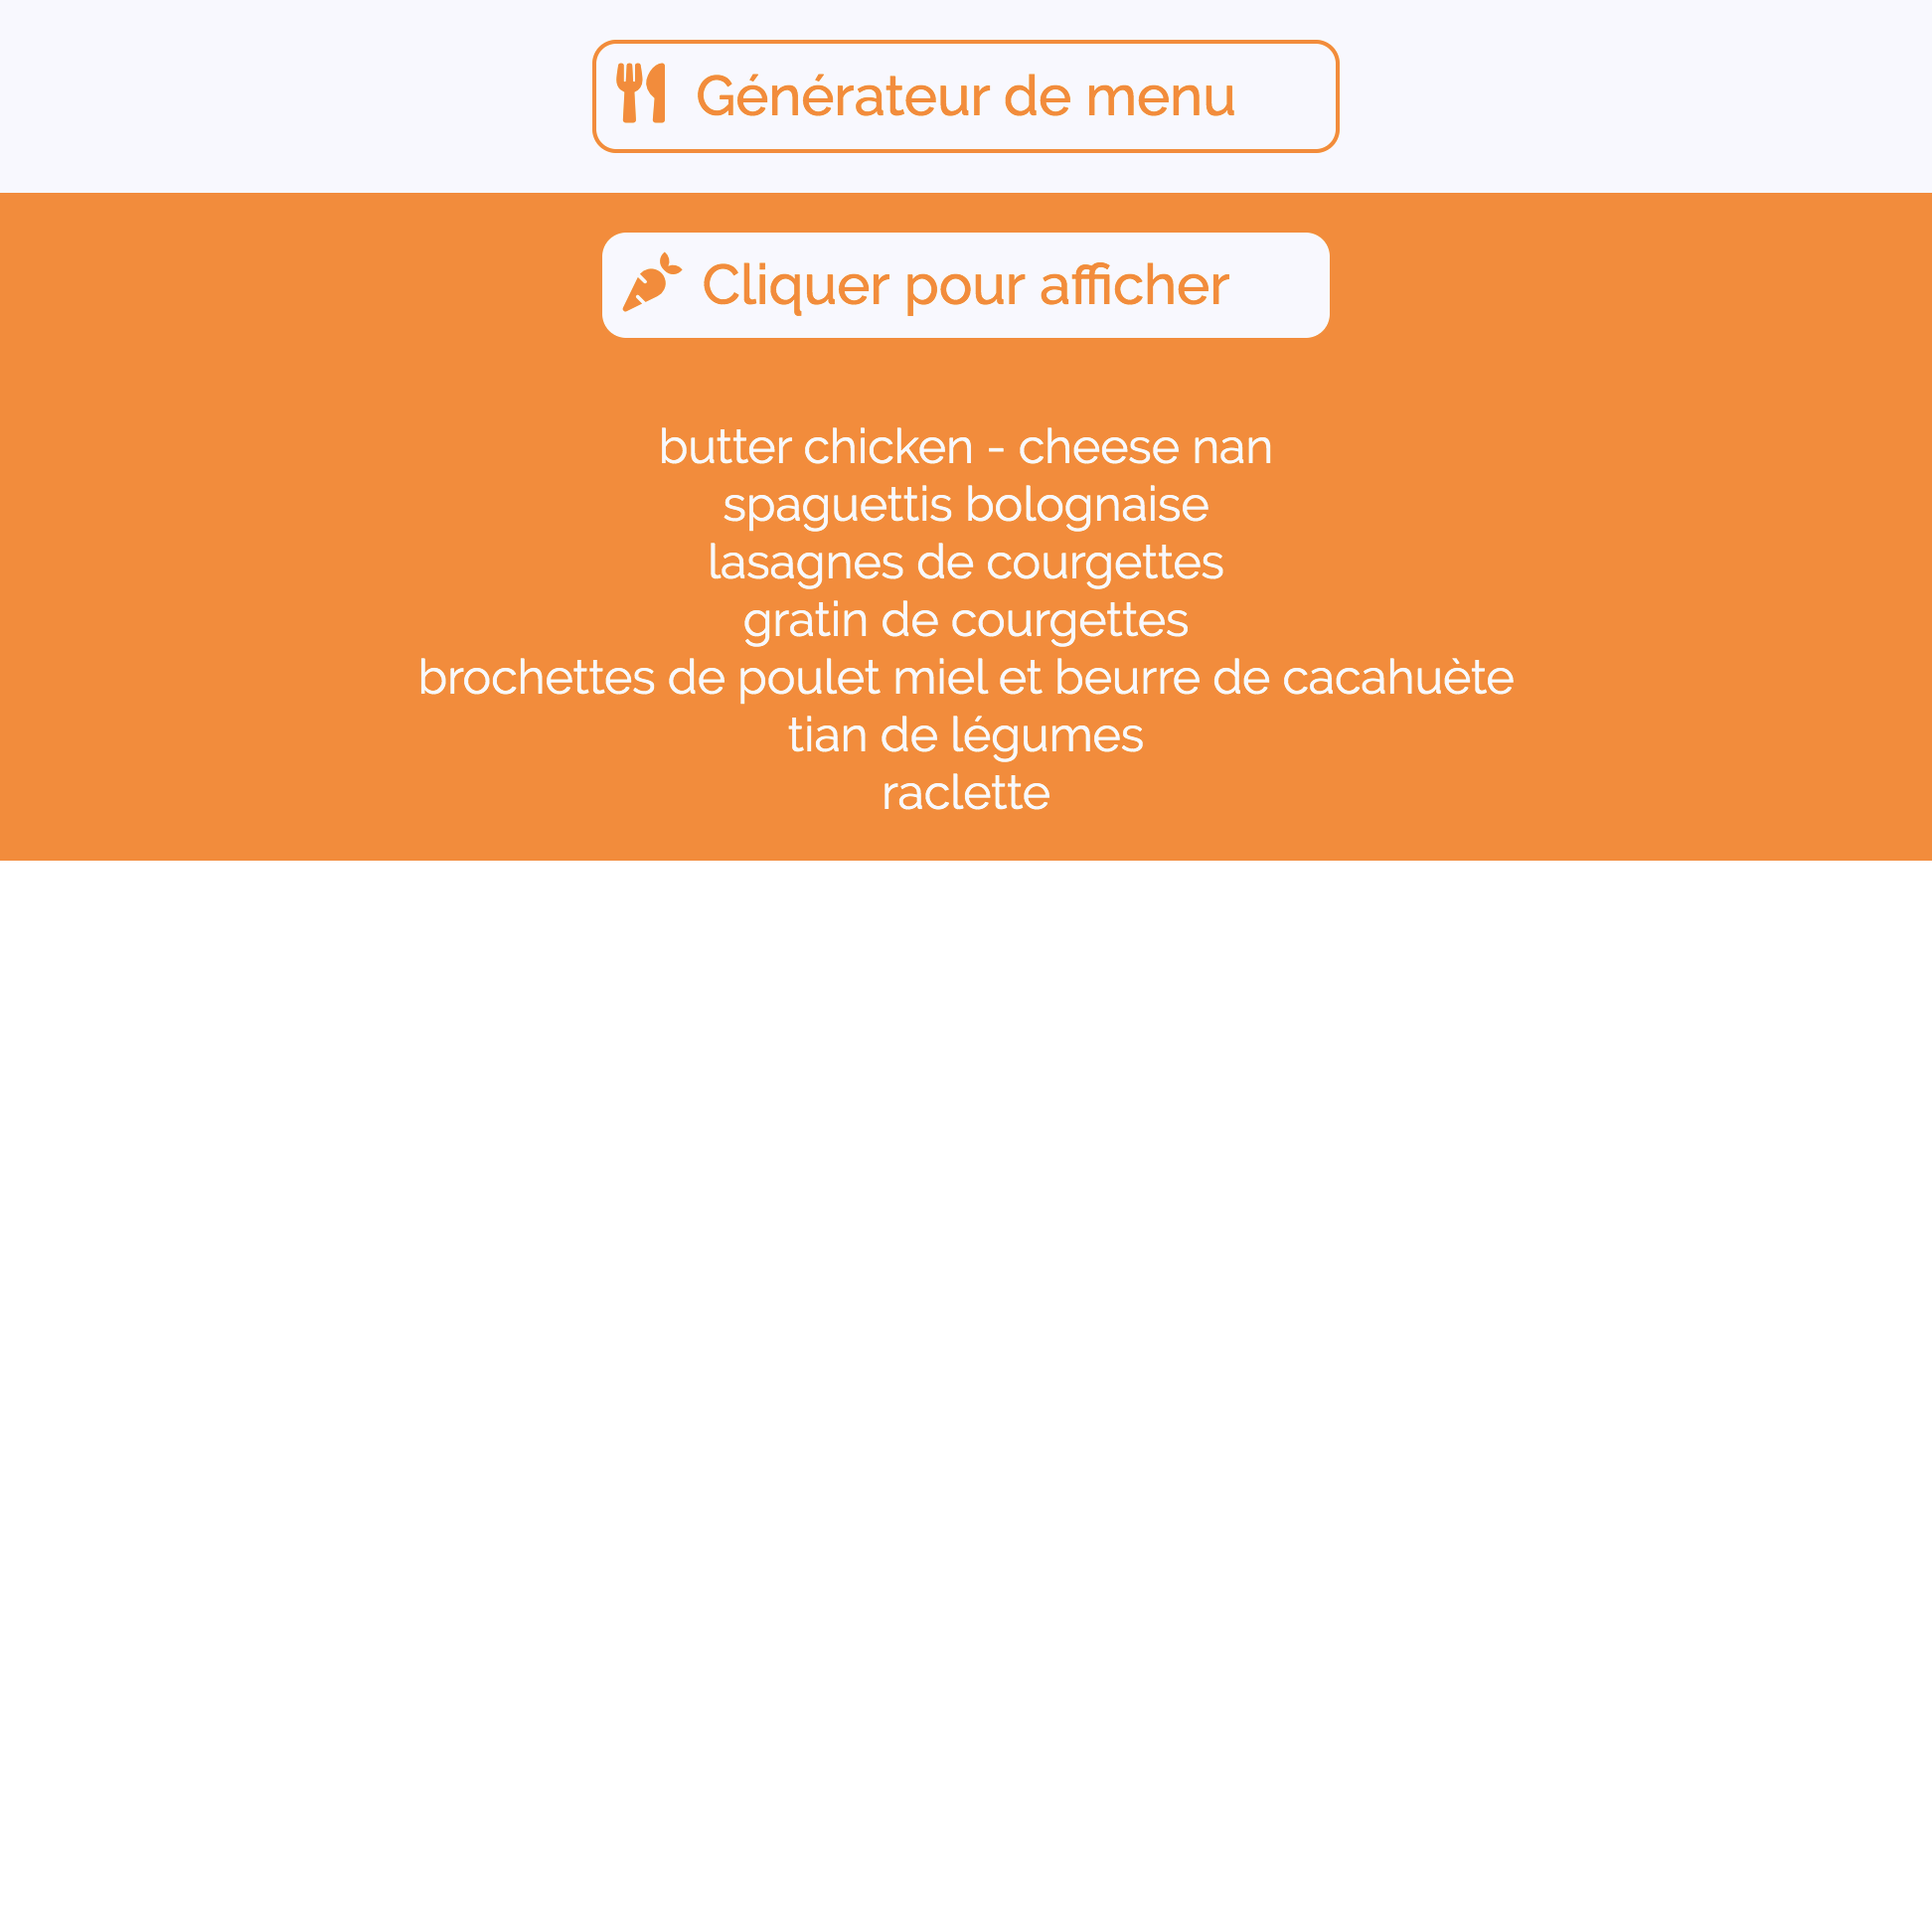 Générateur de menu
Cliquer pour afficher
butter chicken - cheese nan
spaguettis bolognaise
lasagnes de courgettes
gratin de courgettes
brochettes de poulet miel et beurre de cacahuète
tian de légumes
raclette